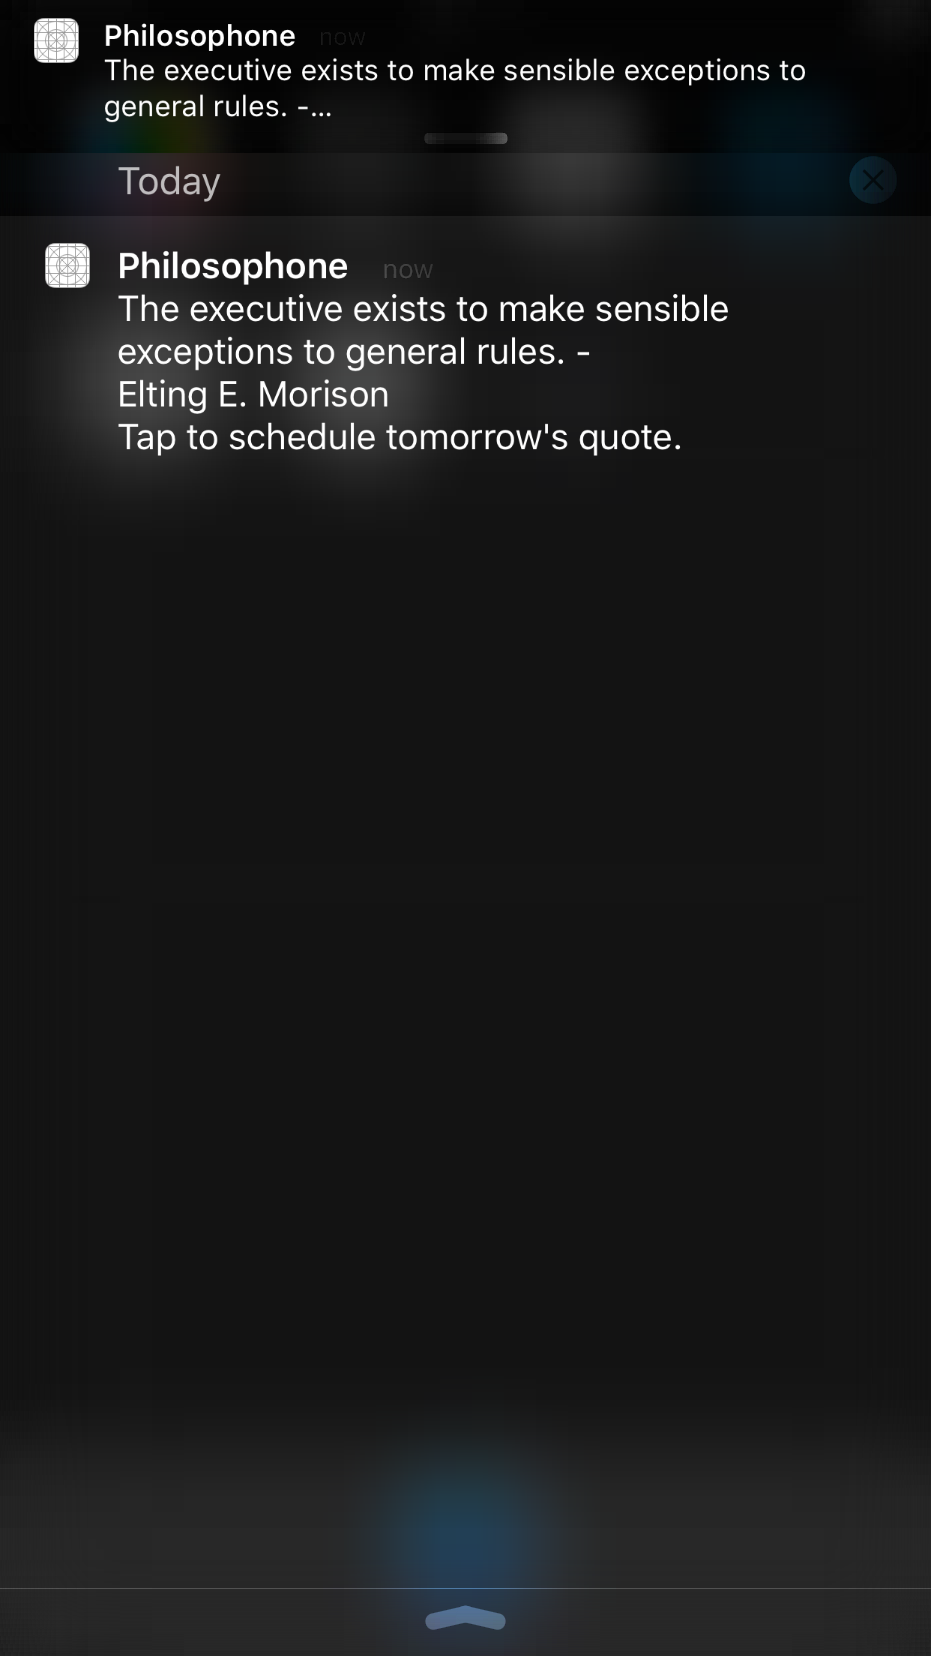 Philosophone now
The executive exists to make sensible exceptions to
general rules. -...
Today
Philosophone now
The executive exists to make sensible
exceptions to general rules. -
Elting E. Morison
Tap to schedule tomorrow's quote.